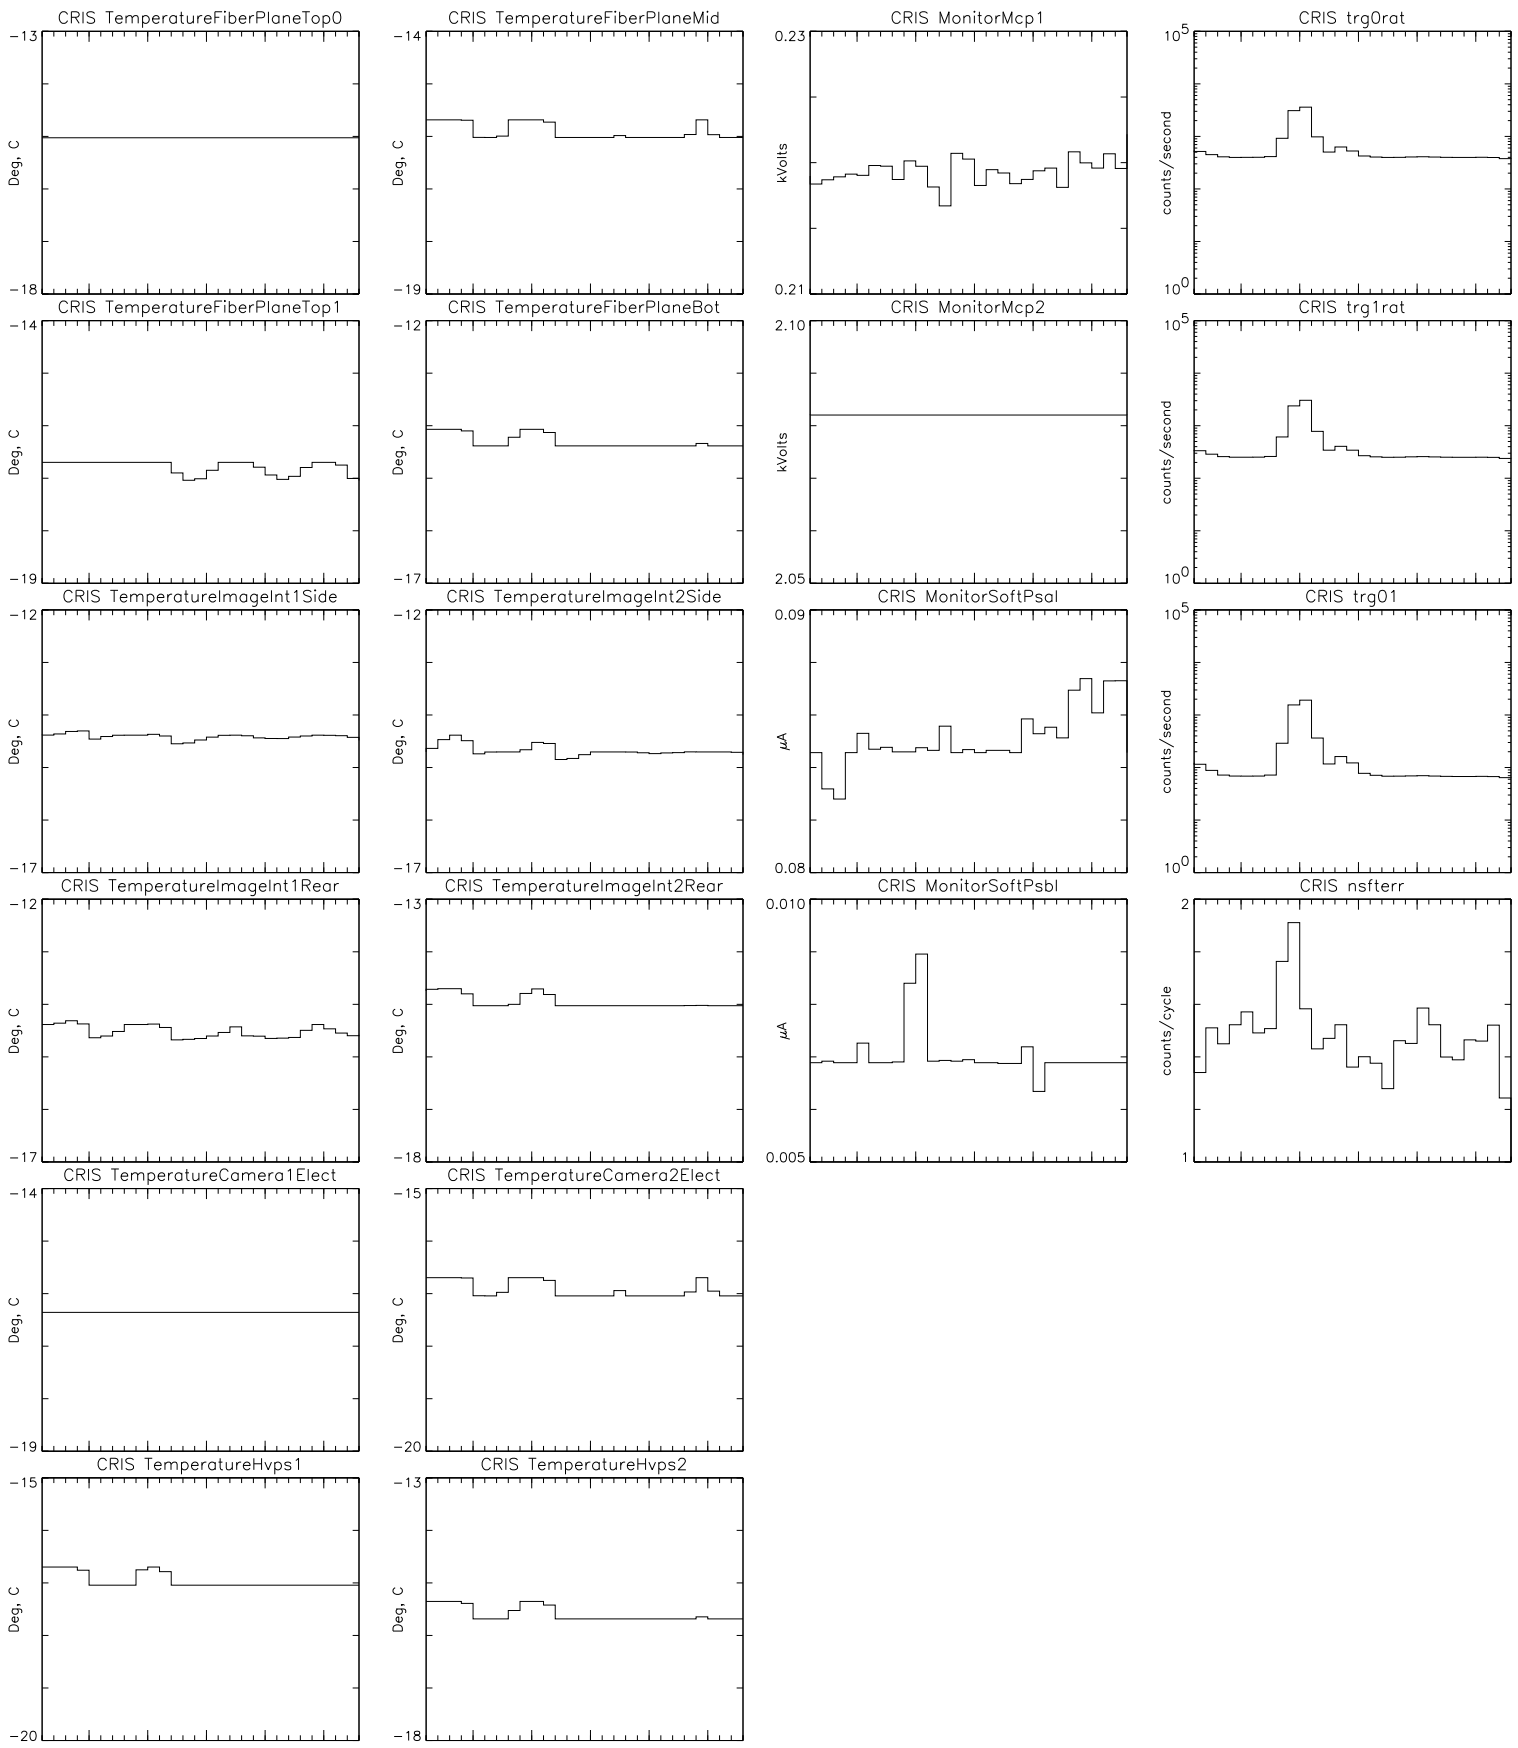 CRIS TemperatureFiberPlaneTop0
-13
Deg, C
-18
CRIS TemperatureFiberPlaneMid
-14
Deg, C
-19
CRIS MonitorMcp1
0.23
kVolts
0.21
CRIS trg0rat
10^5
counts/second
10^0
CRIS TemperatureFiberPlaneTop1
-14
Deg, C
-19
CRIS TemperatureFiberPlaneBot
-12
Deg, C
-17
CRIS MonitorMcp2
2.10
kVolts
2.05
CRIS trg1rat
10^5
counts/second
10^0
CRIS TemperatureImageInt1Side
-12
Deg, C
-17
CRIS TemperatureImageInt2Side
-12
Deg, C
-17
CRIS MonitorSoftPsaI
0.09
μA
0.08
CRIS trg01
10^5
counts/second
10^0
CRIS TemperatureImageInt1Rear
-12
Deg, C
-17
CRIS TemperatureImageInt2Rear
-13
Deg, C
-18
CRIS MonitorSoftPsbI
0.010
μA
0.005
CRIS nsfterr
2
counts/cycle
1
CRIS TemperatureCamera1Elect
-14
Deg, C
-19
CRIS TemperatureCamera2Elect
-15
Deg, C
-20
CRIS TemperatureHvps1
-15
Deg, C
-20
CRIS TemperatureHvps2
-13
Deg, C
-18